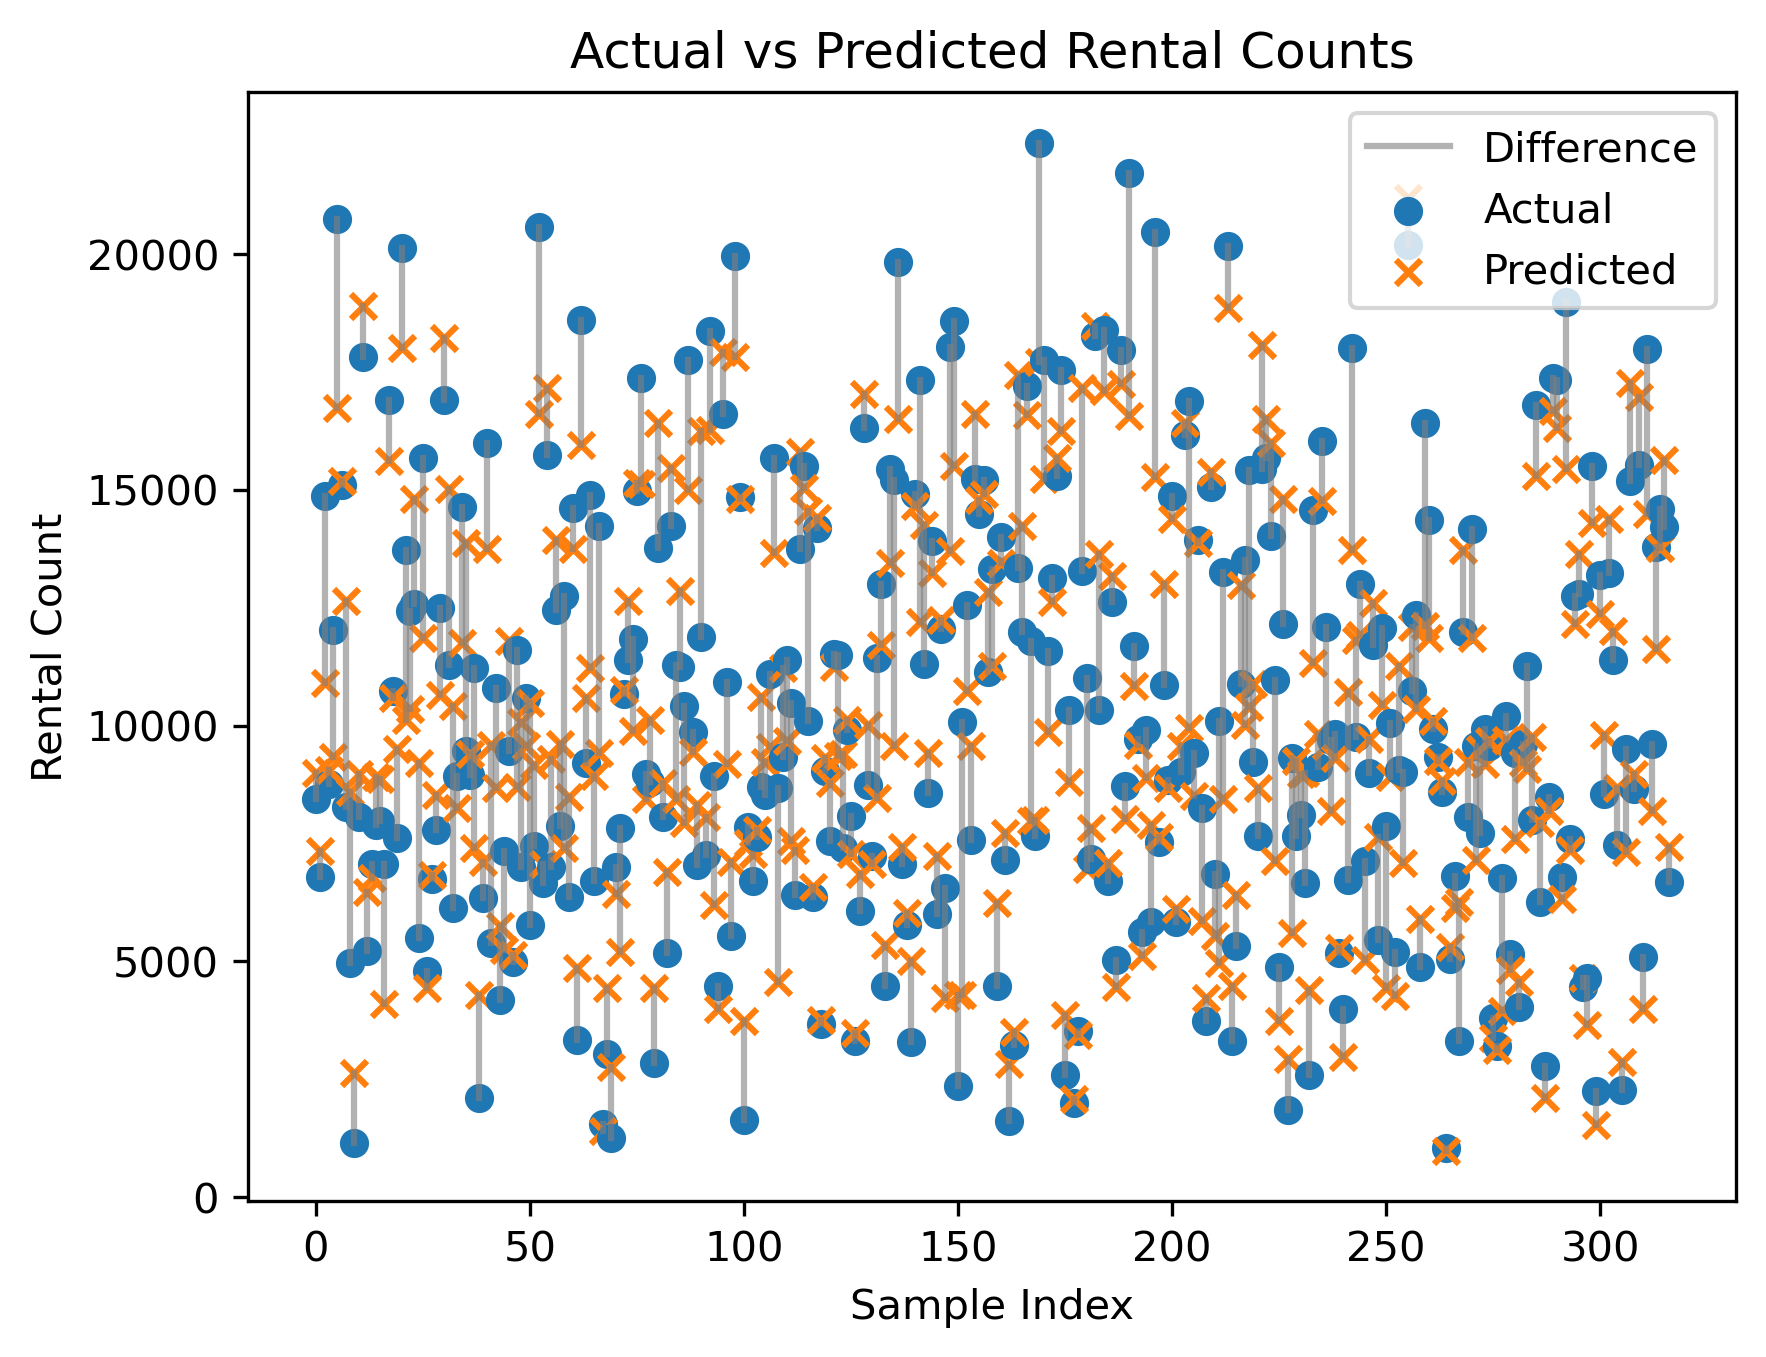 Actual vs Predicted Rental Counts
Difference
Actual
Predicted
Rental Count
20000
15000
10000
5000
0
0 50 100 150 200 250 300
Sample Index